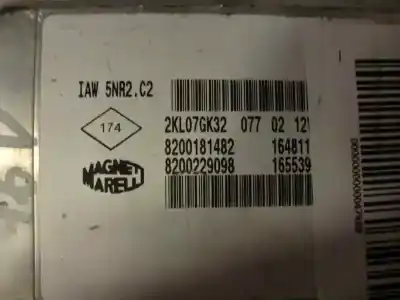 IAW 5NR2.C2
174
2KL07GK32 077 02 12
8200181482 164811
8200229098 165539
MAGNETI
MARELLI